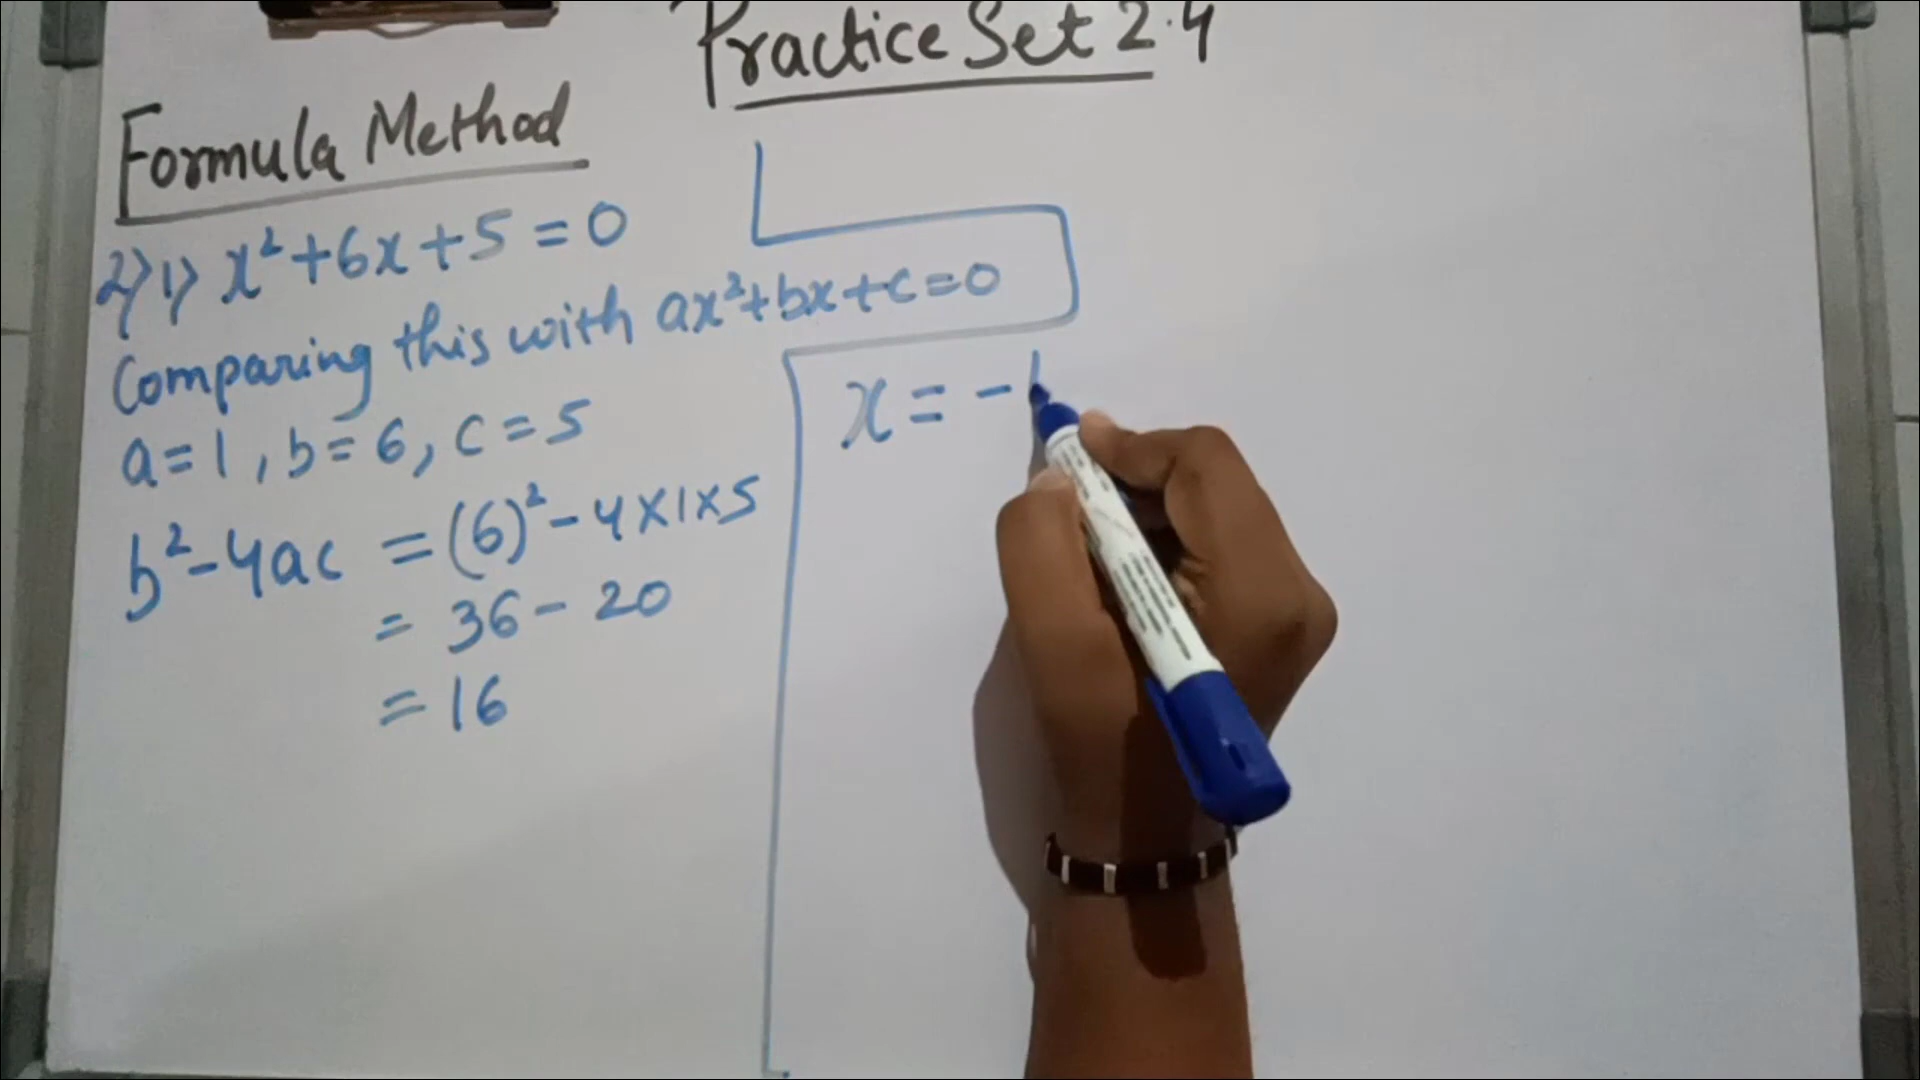 Practice Set 2.4
Formula Method
2) 1) x²+6x+5=0
Comparing this with ax²+bx+c=0
a=1, b=6, c=5
b²-4ac = (6)²-4×1×5
= 36-20
= 16
x = -